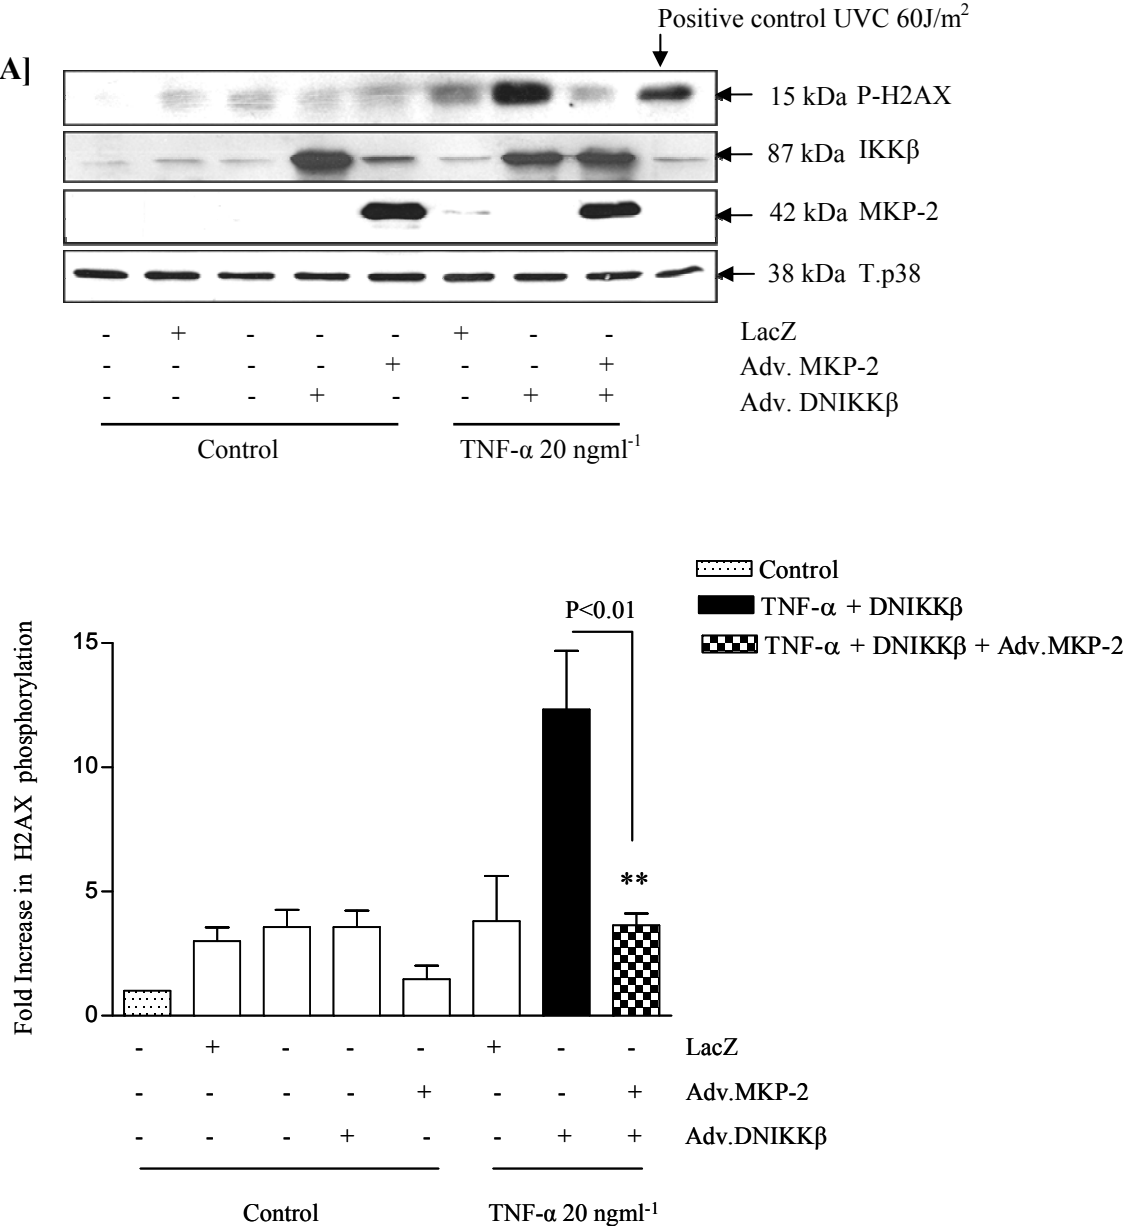 Positive control UVC 60J/m²
A]
15 kDa P-H2AX
87 kDa IKKβ
42 kDa MKP-2
38 kDa T.p38
- + - - - + - - LacZ
- - - - + - - + Adv. MKP-2
- - - + - - + + Adv. DNIKKβ
Control TNF-α 20 ngml⁻¹
Control
TNF-α + DNIKKβ
TNF-α + DNIKKβ + Adv.MKP-2
P<0.01
Fold Increase in H2AX phosphorylation
15
10
5
0
**
- + - - - + - - LacZ
- - - - + - - + Adv.MKP-2
- - - + - - + + Adv.DNIKKβ
Control TNF-α 20 ngml⁻¹